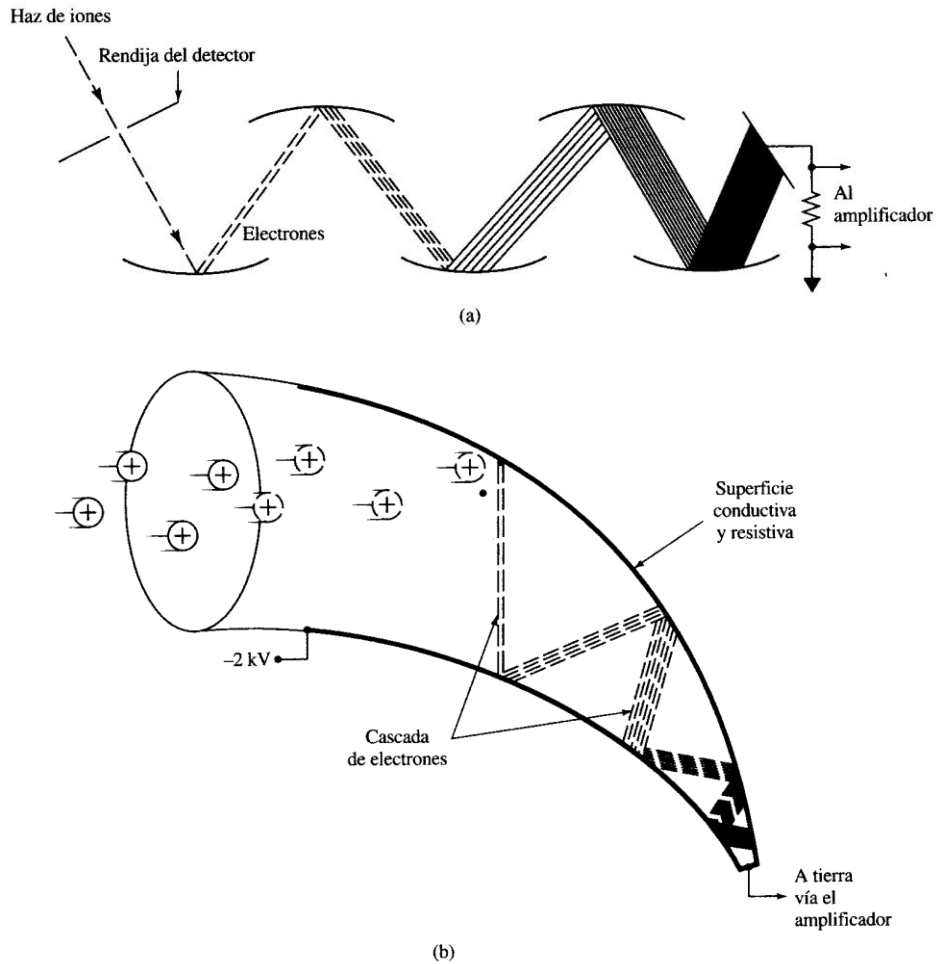 Haz de iones
Rendija del detector
Electrones
Al
amplificador
(a)
+
+
+
+
+
+
+
Superficie
conductiva
y resistiva
–2 kV
Cascada
de electrones
A tierra
vía el
amplificador
(b)